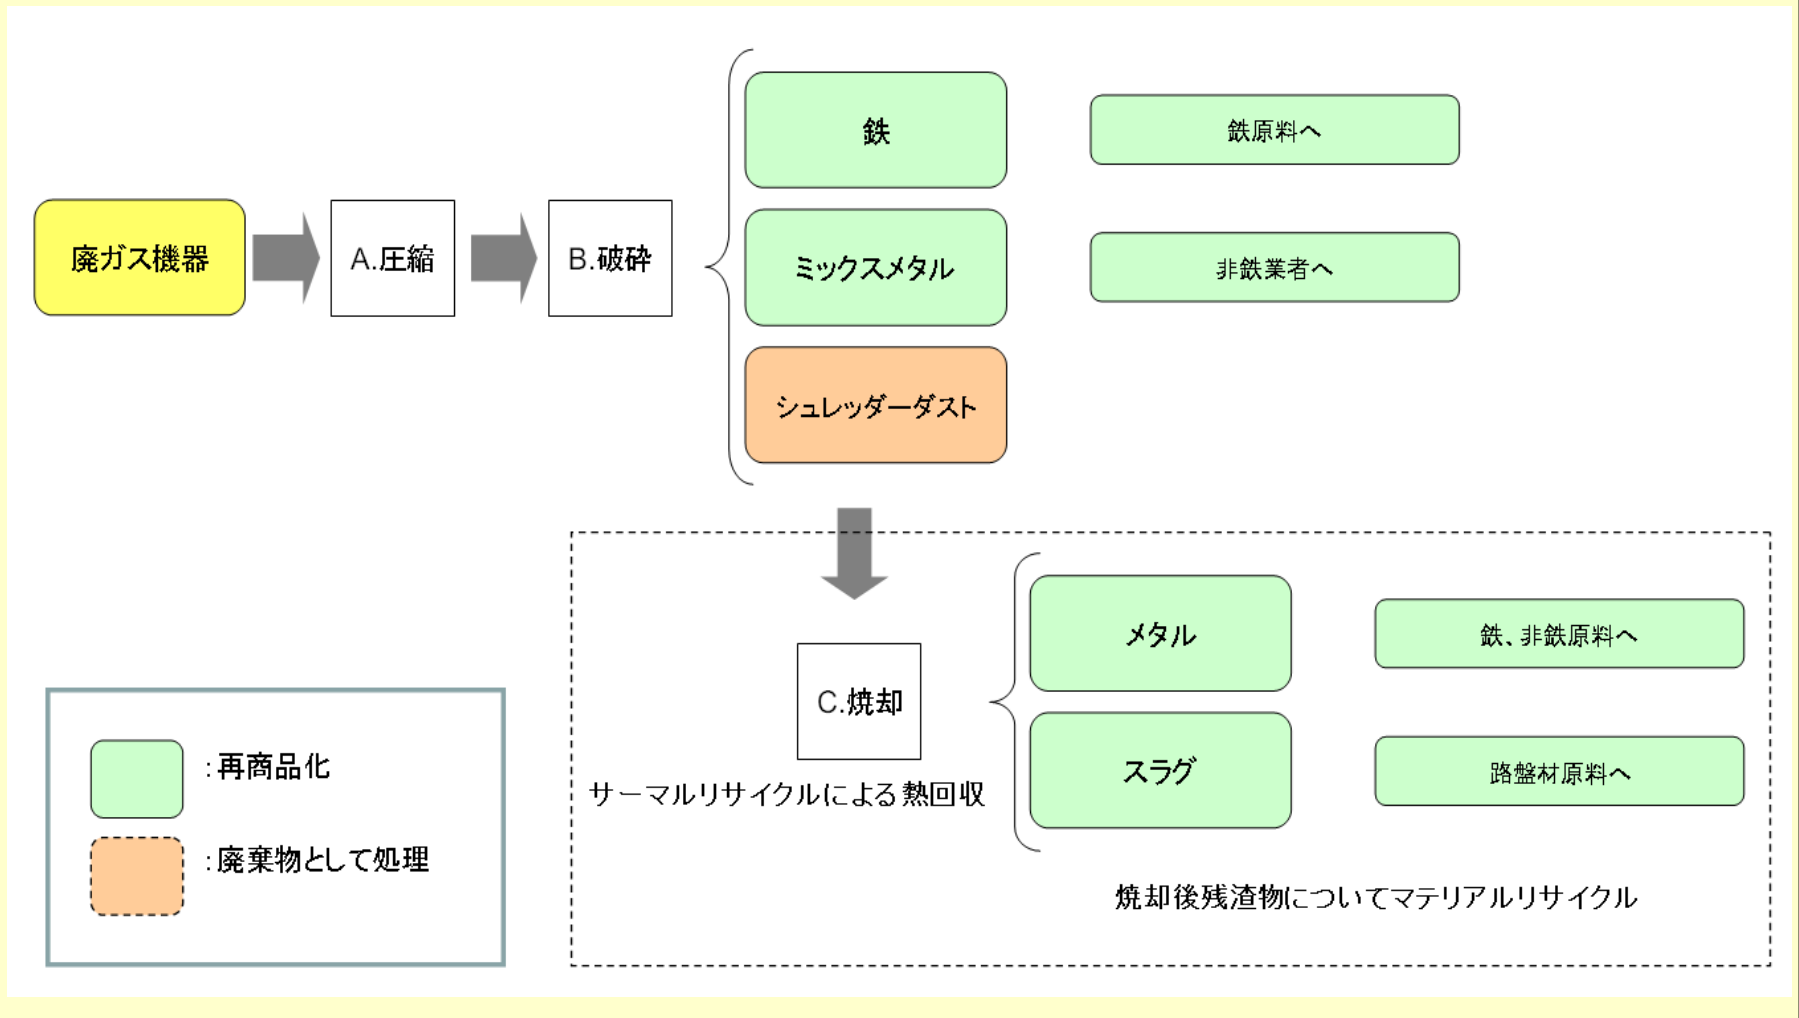 廃ガス機器
A.圧縮
B.破砕
鉄
鉄原料へ
ミックスメタル
非鉄業者へ
シュレッダーダスト
C.焼却
サーマルリサイクルによる熱回収
メタル
鉄、非鉄原料へ
スラグ
路盤材原料へ
焼却後残渣物についてマテリアルリサイクル
:再商品化
:廃棄物として処理